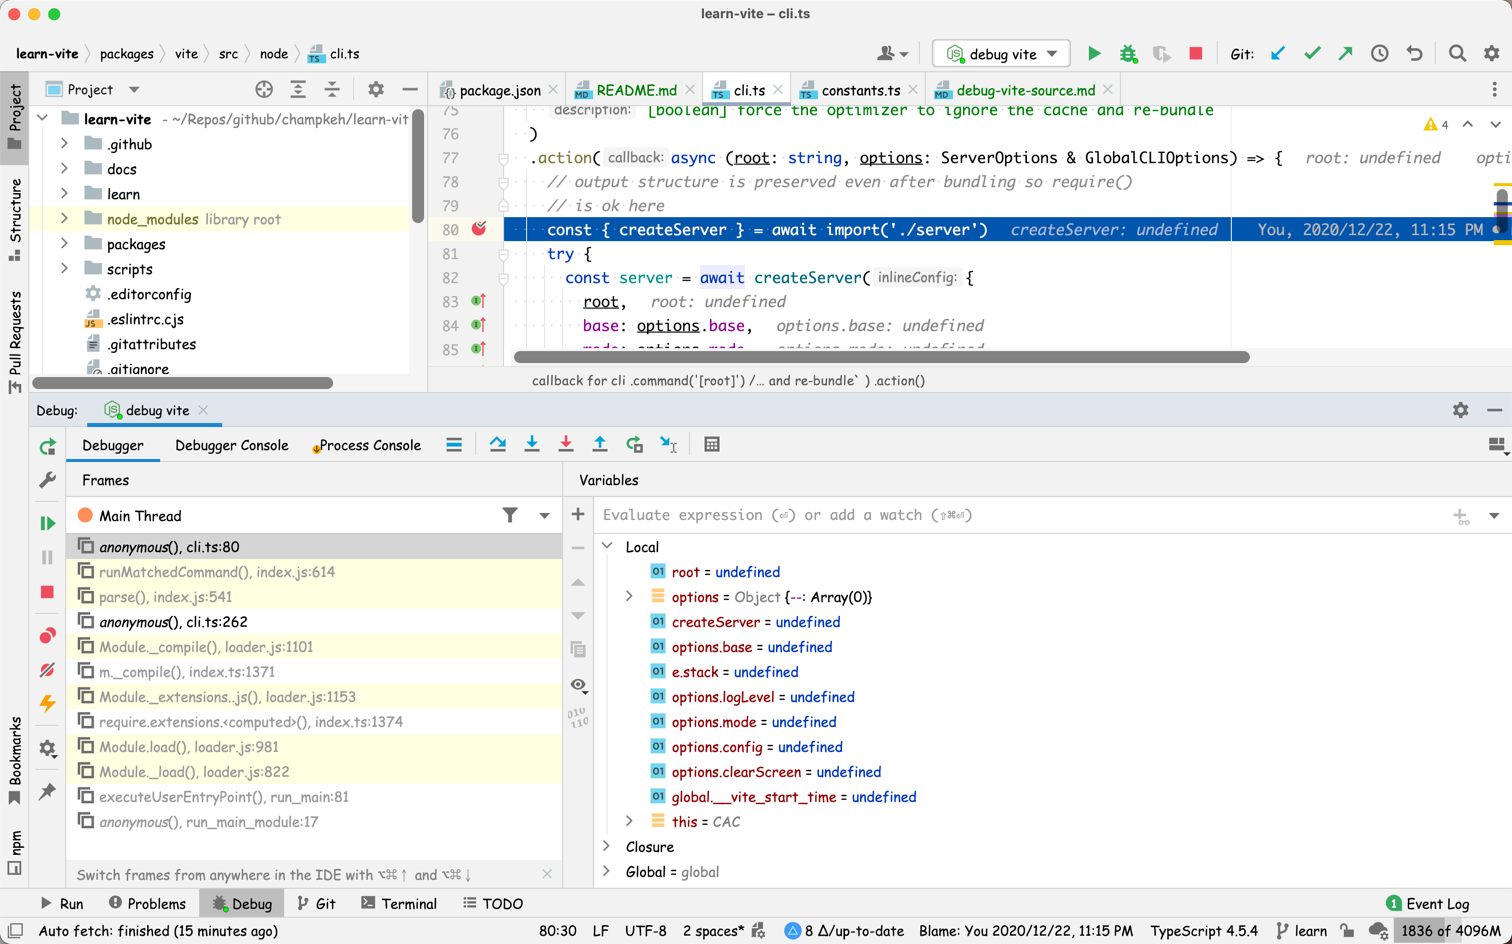 learn-vite – cli.ts
learn-vite
packages
vite
src
node
cli.ts
debug vite
Git:
Project
package.json
README.md
cli.ts
constants.ts
debug-vite-source.md
Project
Structure
Pull Requests
Bookmarks
npm
learn-vite - ~/Repos/github/champkeh/learn-vit
.github
docs
learn
node_modules library root
packages
scripts
.editorconfig
.eslintrc.cjs
.gitattributes
.gitignore
75 description: [boolean] force the optimizer to ignore the cache and re-bundle
76 )
77 .action( callback: async (root: string, options: ServerOptions & GlobalCLIOptions) => { root: undefined opti
78 // output structure is preserved even after bundling so require()
79 // is ok here
80 const { createServer } = await import('./server') createServer: undefined You, 2020/12/22, 11:15 PM
81 try {
82 const server = await createServer( inlineConfig: {
83 root, root: undefined
84 base: options.base, options.base: undefined
85 mode: options.mode, options.mode: undefined
4
callback for cli .command('[root]') /... and re-bundle` ) .action()
Debug:
debug vite
Debugger
Debugger Console
Process Console
Frames
Variables
Main Thread
Evaluate expression (⏎) or add a watch (⇧⌘⏎)
anonymous(), cli.ts:80
runMatchedCommand(), index.js:614
parse(), index.js:541
anonymous(), cli.ts:262
Module._compile(), loader.js:1101
m._compile(), index.ts:1371
Module._extensions..js(), loader.js:1153
require.extensions.<computed>(), index.ts:1374
Module.load(), loader.js:981
Module._load(), loader.js:822
executeUserEntryPoint(), run_main:81
anonymous(), run_main_module:17
Switch frames from anywhere in the IDE with ⌥⌘↑ and ⌥⌘↓
Local
root = undefined
options = Object {--: Array(0)}
createServer = undefined
options.base = undefined
e.stack = undefined
options.logLevel = undefined
options.mode = undefined
options.config = undefined
options.clearScreen = undefined
global.__vite_start_time = undefined
this = CAC
Closure
Global = global
Run
Problems
Debug
Git
Terminal
TODO
1 Event Log
Auto fetch: finished (15 minutes ago)
80:30
LF
UTF-8
2 spaces*
8 Δ/up-to-date
Blame: You 2020/12/22, 11:15 PM
TypeScript 4.5.4
learn
1836 of 4096M